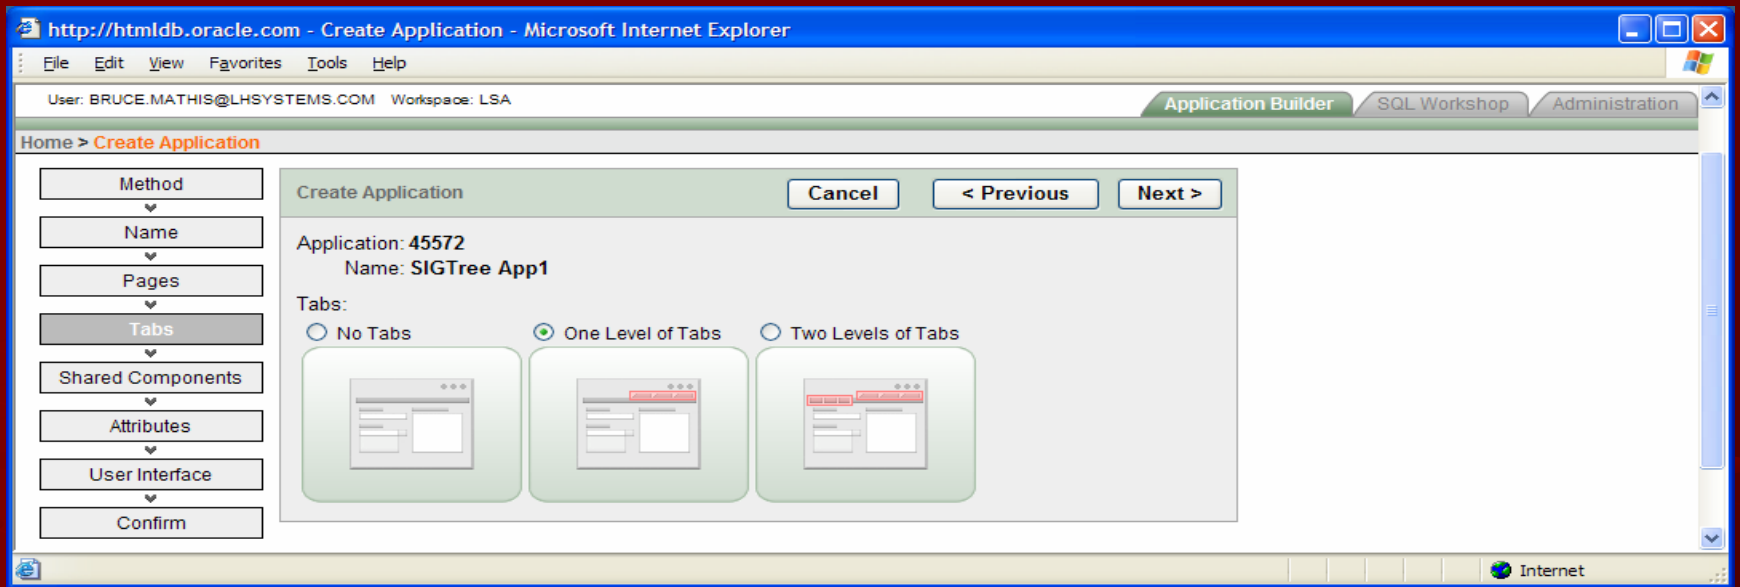 http://htmldb.oracle.com - Create Application - Microsoft Internet Explorer
File Edit View Favorites Tools Help
User: BRUCE.MATHIS@LHSYSTEMS.COM Workspace: LSA
Application Builder SQL Workshop Administration
Home > Create Application
Method
Name
Pages
Tabs
Shared Components
Attributes
User Interface
Confirm
Create Application Cancel < Previous Next >
Application: 45572
Name: SIGTree App1
Tabs:
No Tabs One Level of Tabs Two Levels of Tabs
Internet